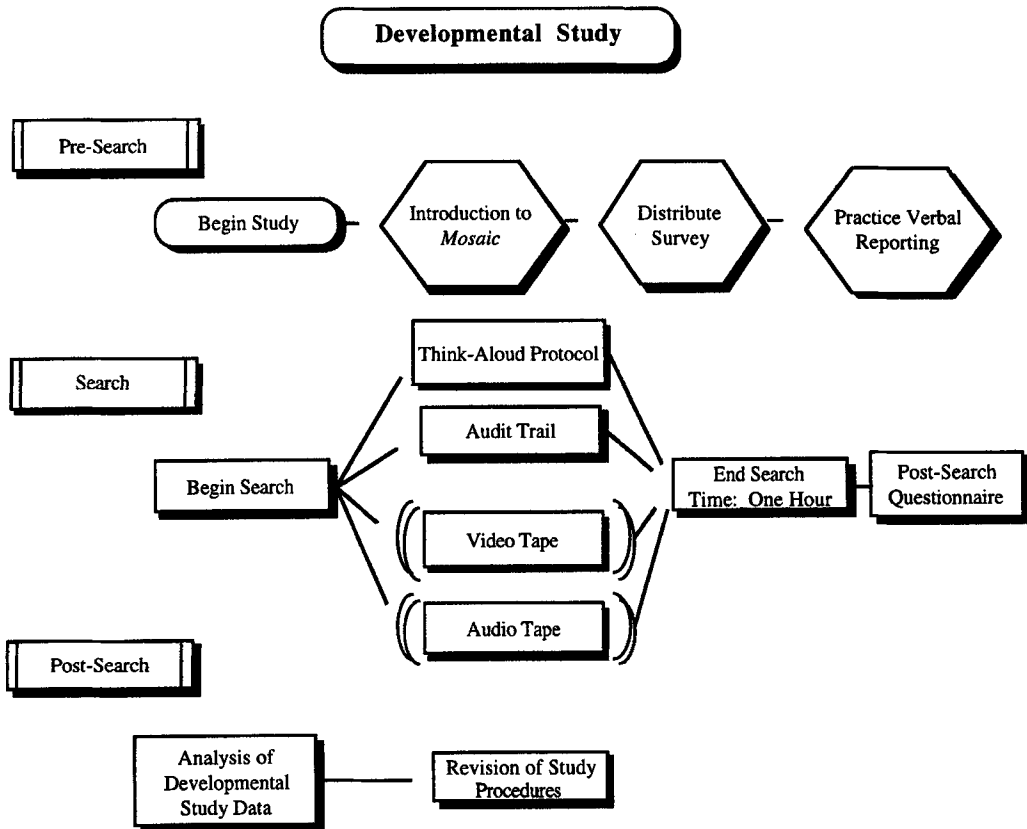 Developmental Study
Pre-Search
Begin Study
Introduction to
Mosaic
Distribute
Survey
Practice Verbal
Reporting
Search
Think-Aloud Protocol
Audit Trail
Begin Search
End Search
Time: One Hour
Post-Search
Questionnaire
Video Tape
Audio Tape
Post-Search
Analysis of
Developmental
Study Data
Revision of Study
Procedures